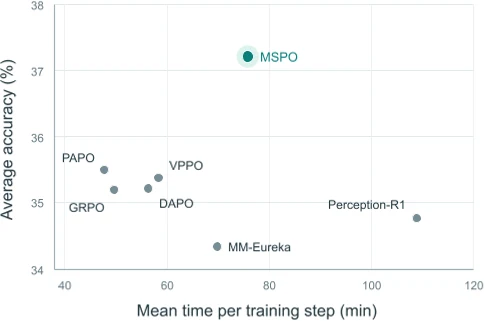 38
MSPO
37
36
PAPO
VPPO
Average accuracy (%)
GRPO
DAPO
Perception-R1
35
MM-Eureka
34
40
60
80
100
120
Mean time per training step (min)